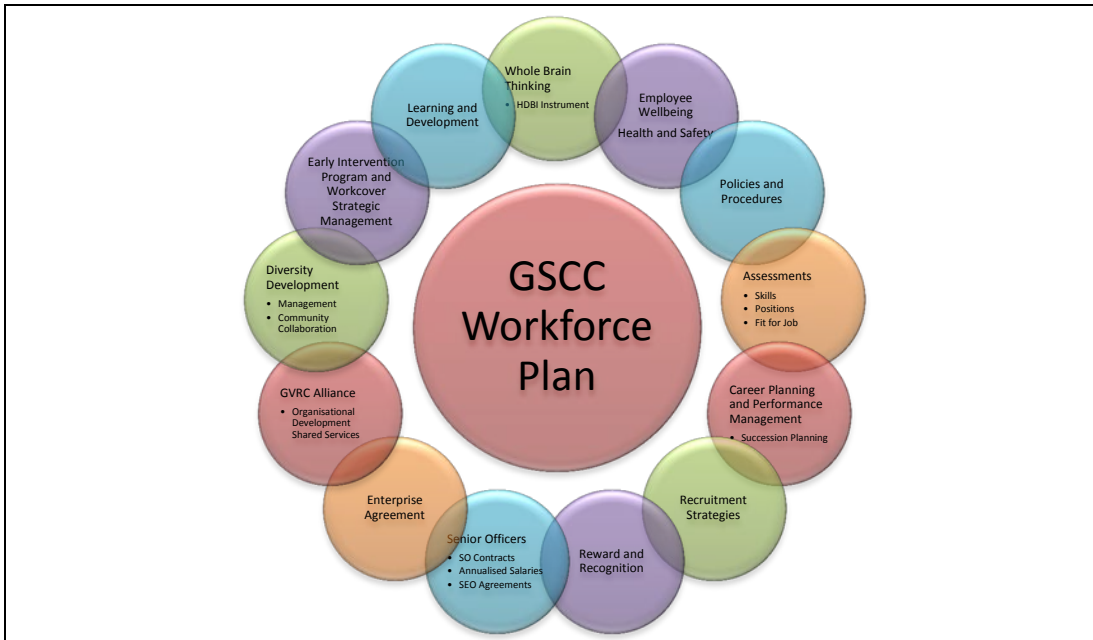 GSCC
Workforce
Plan
Whole Brain
Thinking
• HDBI Instrument
Employee
Wellbeing
Health and Safety
Policies and
Procedures
Assessments
• Skills
• Positions
• Fit for Job
Career Planning
and Performance
Management
• Succession Planning
Recruitment
Strategies
Reward and
Recognition
Senior Officers
• SO Contracts
• Annualised Salaries
• SEO Agreements
Enterprise
Agreement
GVRC Alliance
• Organisational
Development
Shared Services
Diversity
Development
• Management
• Community
Collaboration
Early Intervention
Program and
Workcover
Strategic
Management
Learning and
Development